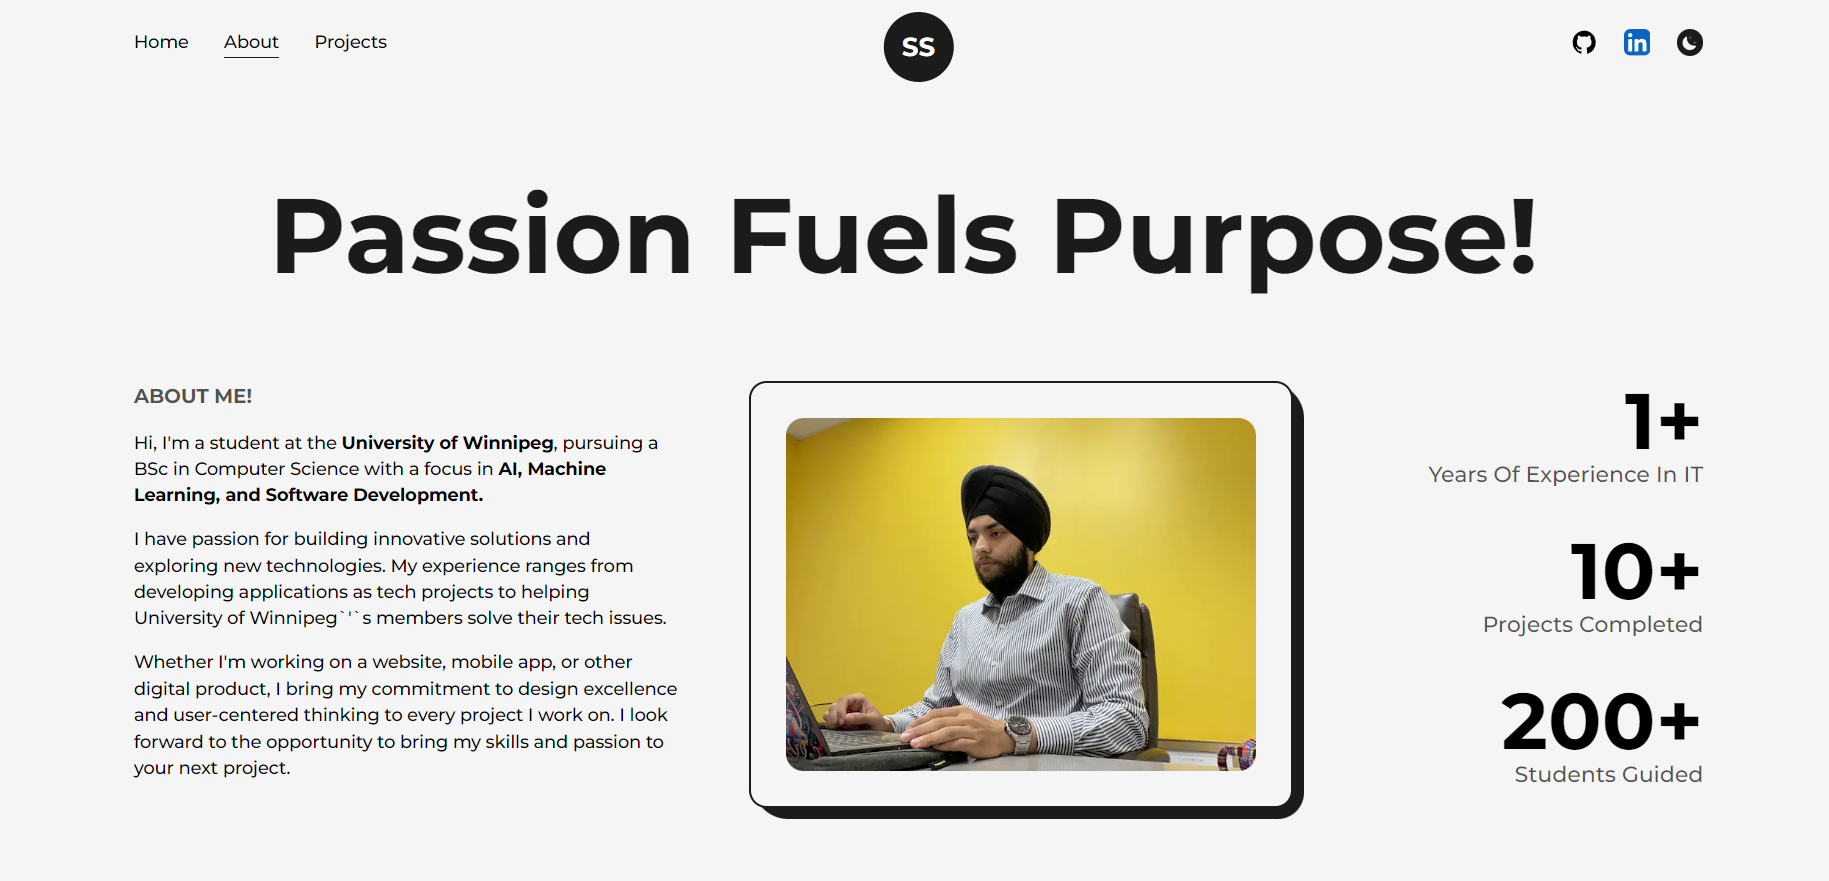 Home About Projects
SS
Passion Fuels Purpose!
ABOUT ME!
Hi, I'm a student at the University of Winnipeg, pursuing a
BSc in Computer Science with a focus in AI, Machine
Learning, and Software Development.
I have passion for building innovative solutions and
exploring new technologies. My experience ranges from
developing applications as tech projects to helping
University of Winnipeg`'`s members solve their tech issues.
Whether I'm working on a website, mobile app, or other
digital product, I bring my commitment to design excellence
and user-centered thinking to every project I work on. I look
forward to the opportunity to bring my skills and passion to
your next project.
1+
Years Of Experience In IT
10+
Projects Completed
200+
Students Guided